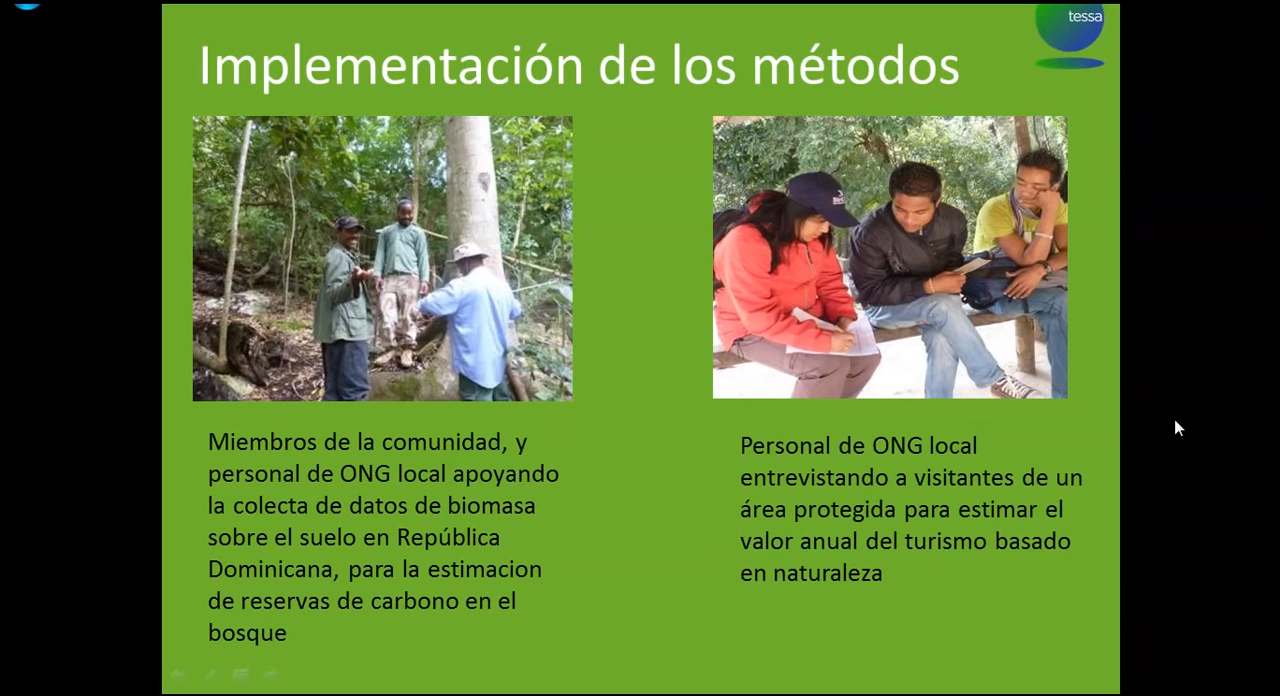 tessa
Implementación de los métodos
Miembros de la comunidad, y
personal de ONG local apoyando
la colecta de datos de biomasa
sobre el suelo en República
Dominicana, para la estimacion
de reservas de carbono en el
bosque
Personal de ONG local
entrevistando a visitantes de un
área protegida para estimar el
valor anual del turismo basado
en naturaleza